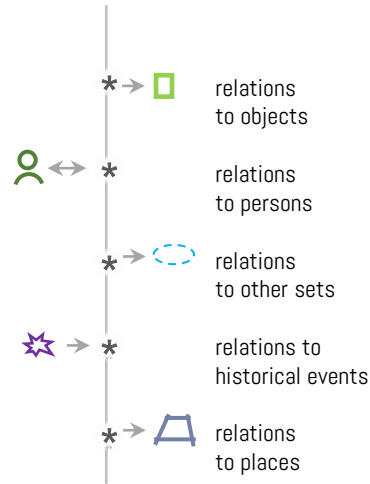 * relations
to objects
* relations
to persons
* relations
to other sets
* relations to
historical events
* relations
to places